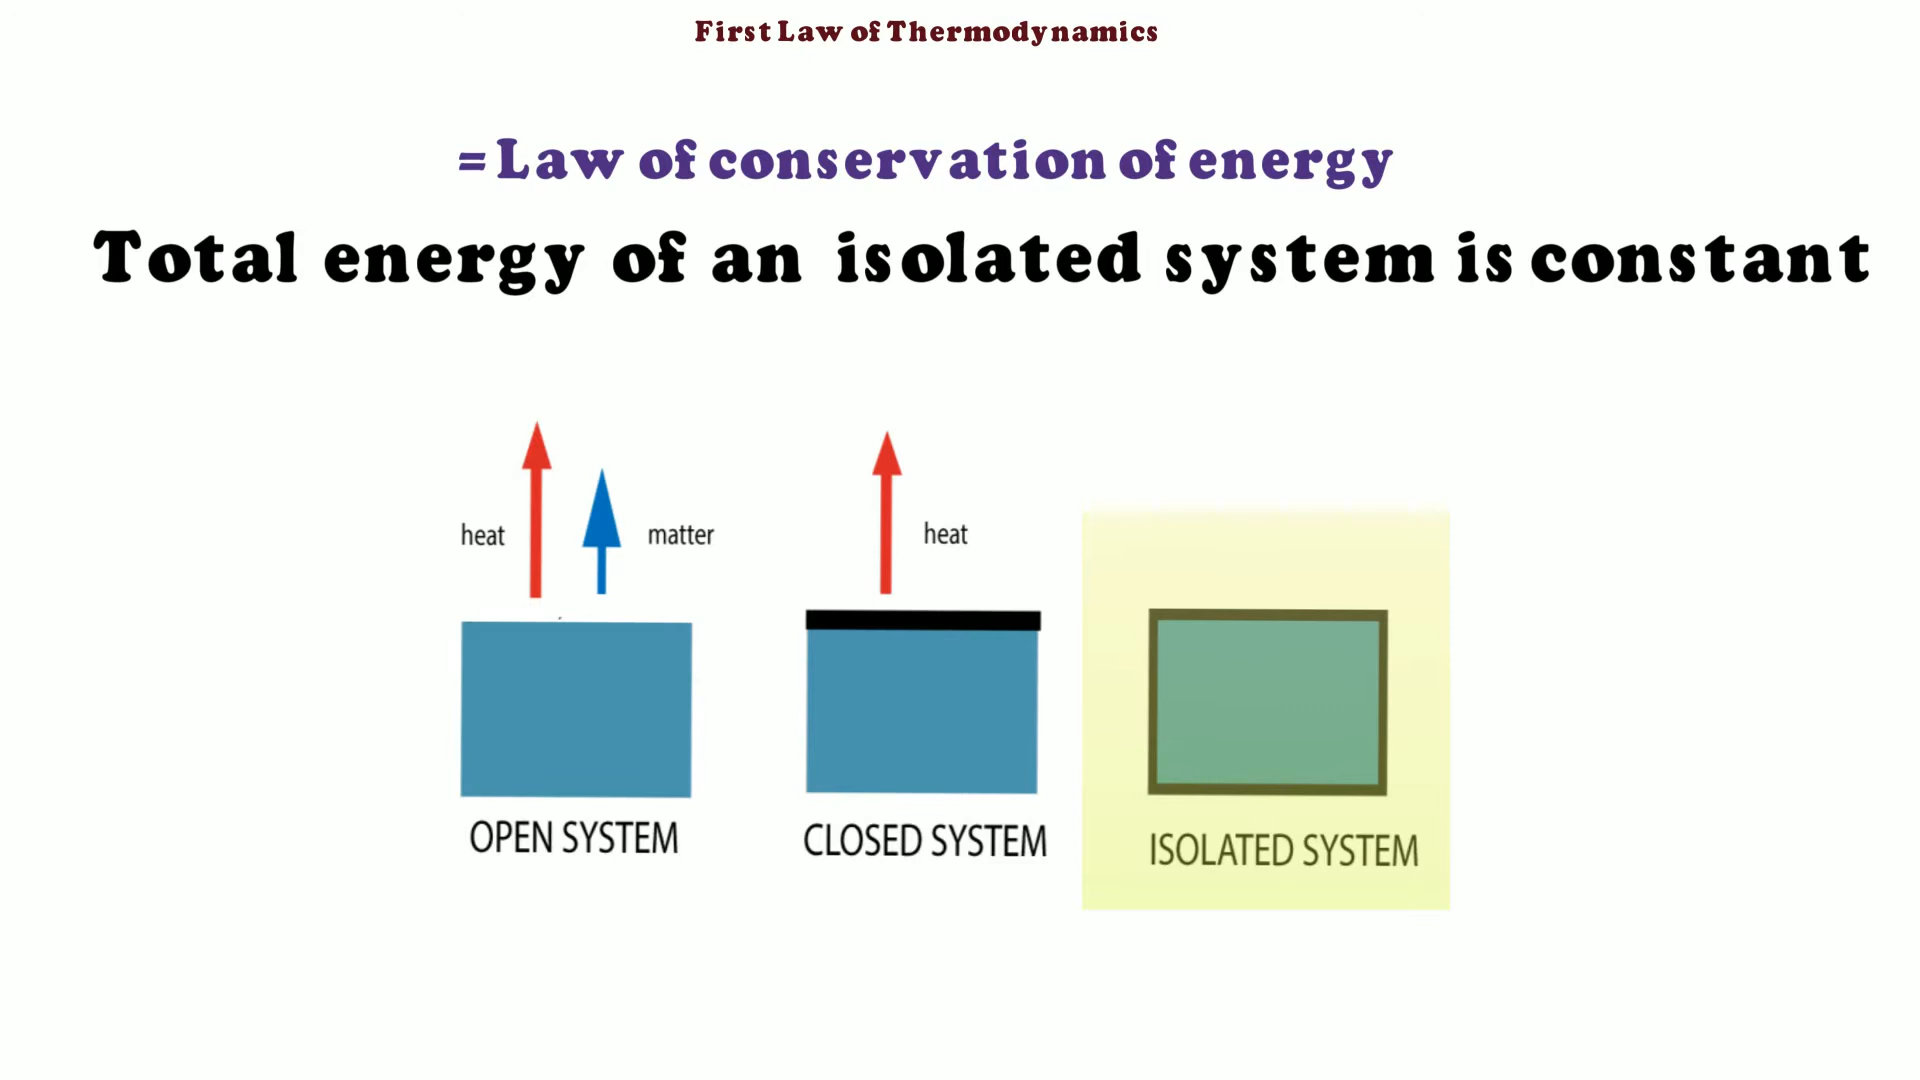 First Law of Thermodynamics
=Law of conservation of energy
Total energy of an isolated system is constant
heat
matter
heat
OPEN SYSTEM
CLOSED SYSTEM
ISOLATED SYSTEM